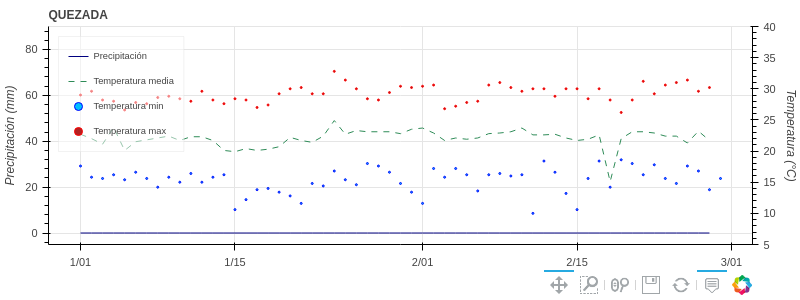 QUEZADA
Precipitación (mm)
80
60
40
20
0
Precipitación
Temperatura media
Temperatura min
Temperatura max
40
35
30
25
20
15
10
5
Temperatura (°C)
1/01
1/15
2/01
2/15
3/01